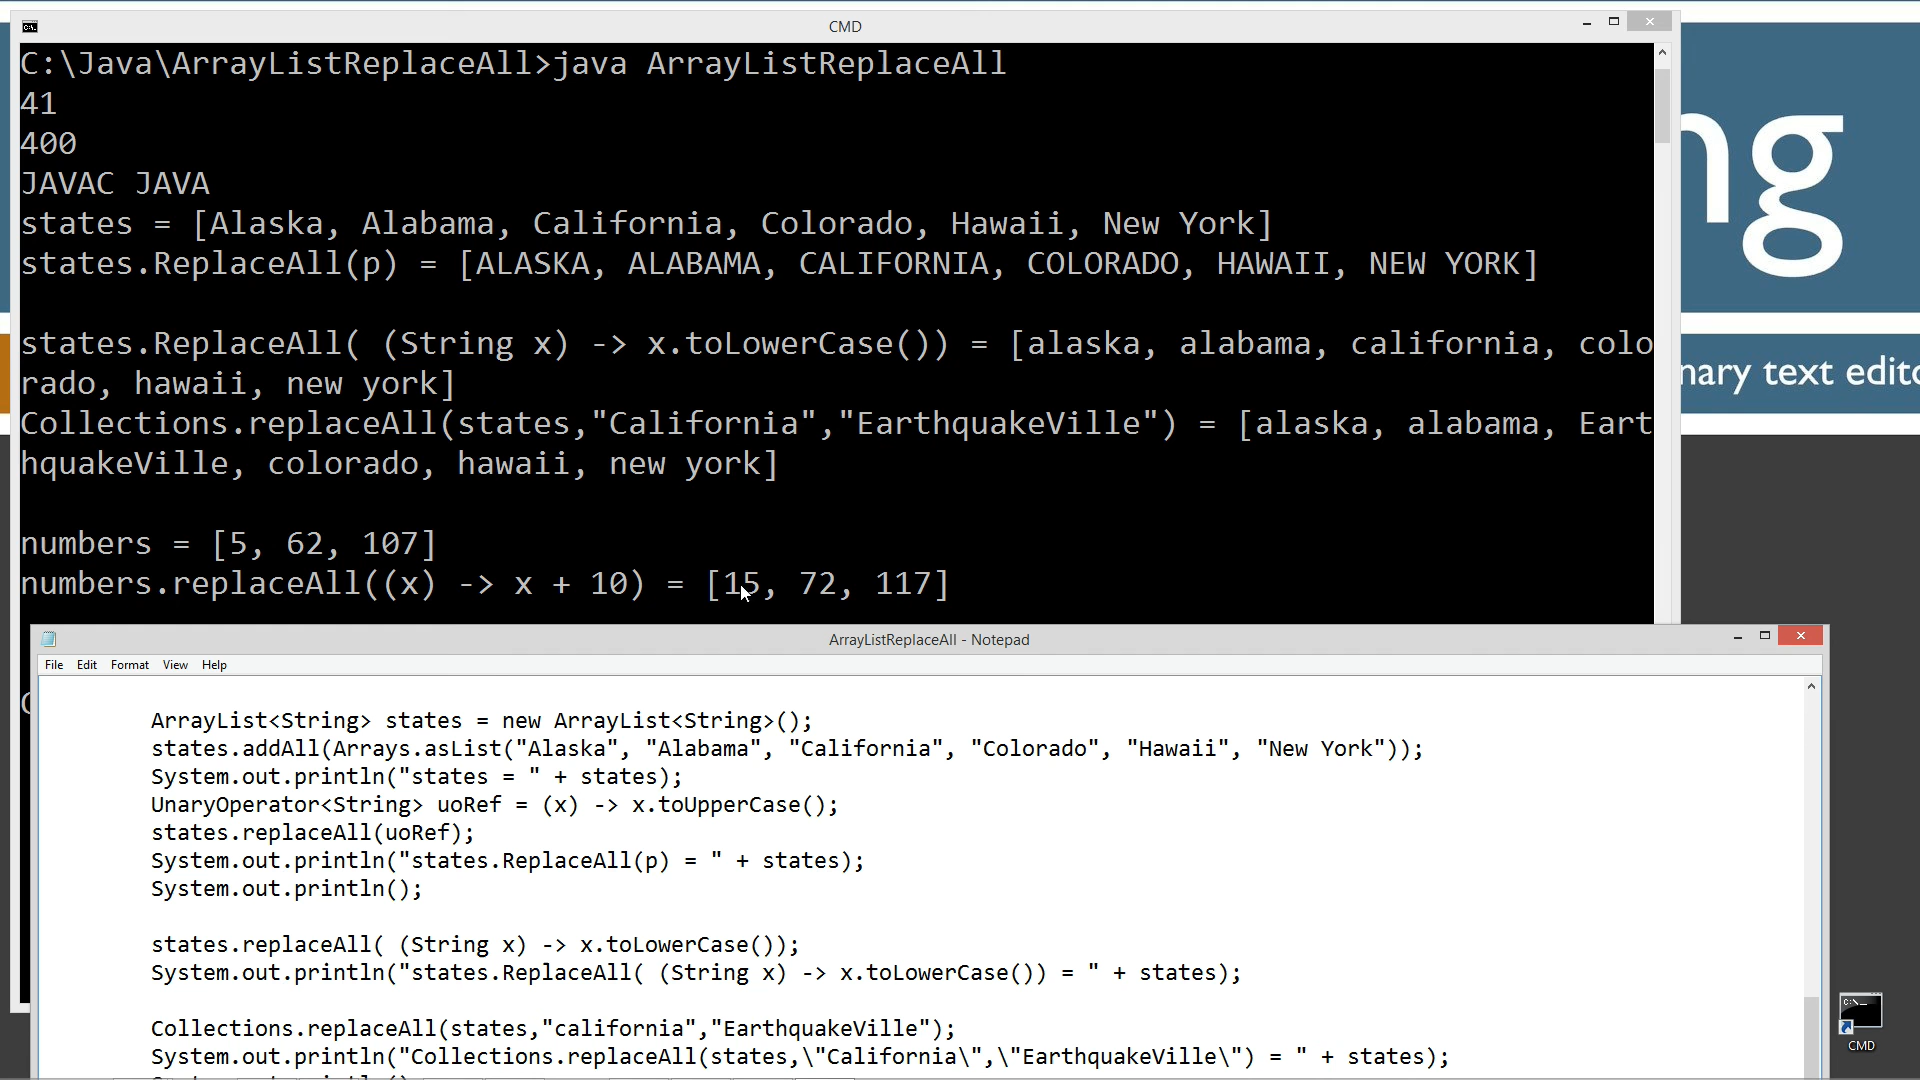 CMD
C:\Java\ArrayListReplaceAll>java ArrayListReplaceAll
41
400
JAVAC JAVA
states = [Alaska, Alabama, California, Colorado, Hawaii, New York]
states.ReplaceAll(p) = [ALASKA, ALABAMA, CALIFORNIA, COLORADO, HAWAII, NEW YORK]
states.ReplaceAll( (String x) -> x.toLowerCase()) = [alaska, alabama, california, colo
rado, hawaii, new york]
Collections.replaceAll(states,"California","EarthquakeVille") = [alaska, alabama, Eart
hquakeVille, colorado, hawaii, new york]
numbers = [5, 62, 107]
numbers.replaceAll((x) -> x + 10) = [15, 72, 117]
ng
nary text edito
ArrayListReplaceAll - Notepad
File Edit Format View Help
ArrayList<String> states = new ArrayList<String>();
states.addAll(Arrays.asList("Alaska", "Alabama", "California", "Colorado", "Hawaii", "New York"));
System.out.println("states = " + states);
UnaryOperator<String> uoRef = (x) -> x.toUpperCase();
states.replaceAll(uoRef);
System.out.println("states.ReplaceAll(p) = " + states);
System.out.println();
states.replaceAll( (String x) -> x.toLowerCase());
System.out.println("states.ReplaceAll( (String x) -> x.toLowerCase()) = " + states);
Collections.replaceAll(states,"california","EarthquakeVille");
System.out.println("Collections.replaceAll(states,\"California\",\"EarthquakeVille\") = " + states);
CMD